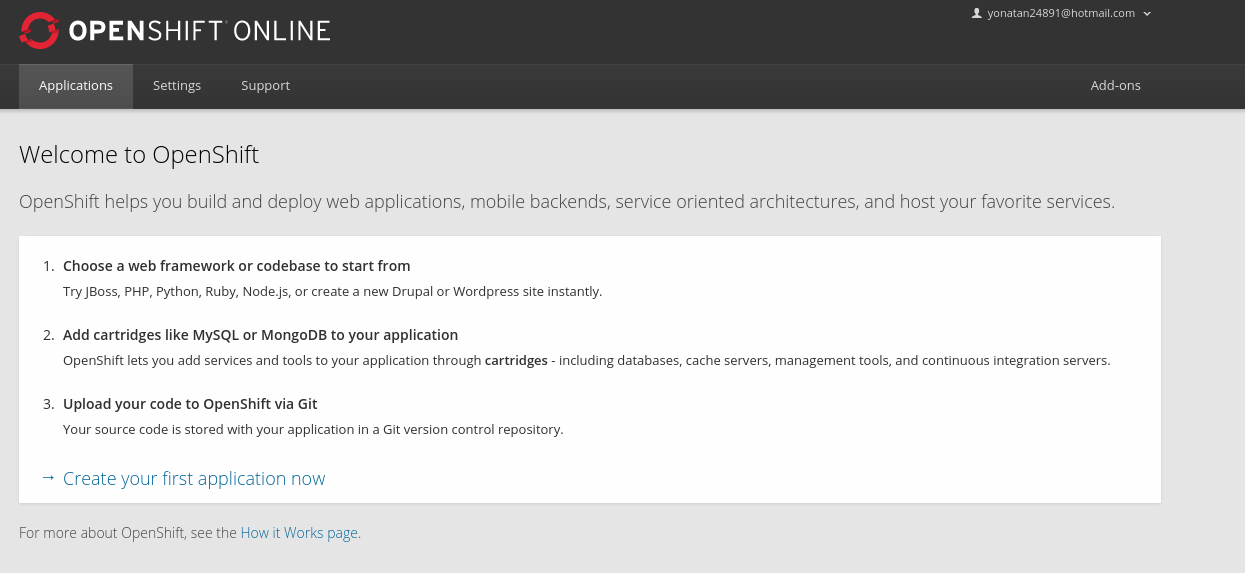 OPENSHIFT ONLINE
yonatan24891@hotmail.com
Applications Settings Support Add-ons
Welcome to OpenShift
OpenShift helps you build and deploy web applications, mobile backends, service oriented architectures, and host your favorite services.
1. Choose a web framework or codebase to start from
Try JBoss, PHP, Python, Ruby, Node.js, or create a new Drupal or Wordpress site instantly.
2. Add cartridges like MySQL or MongoDB to your application
OpenShift lets you add services and tools to your application through cartridges - including databases, cache servers, management tools, and continuous integration servers.
3. Upload your code to OpenShift via Git
Your source code is stored with your application in a Git version control repository.
→ Create your first application now
For more about OpenShift, see the How it Works page.